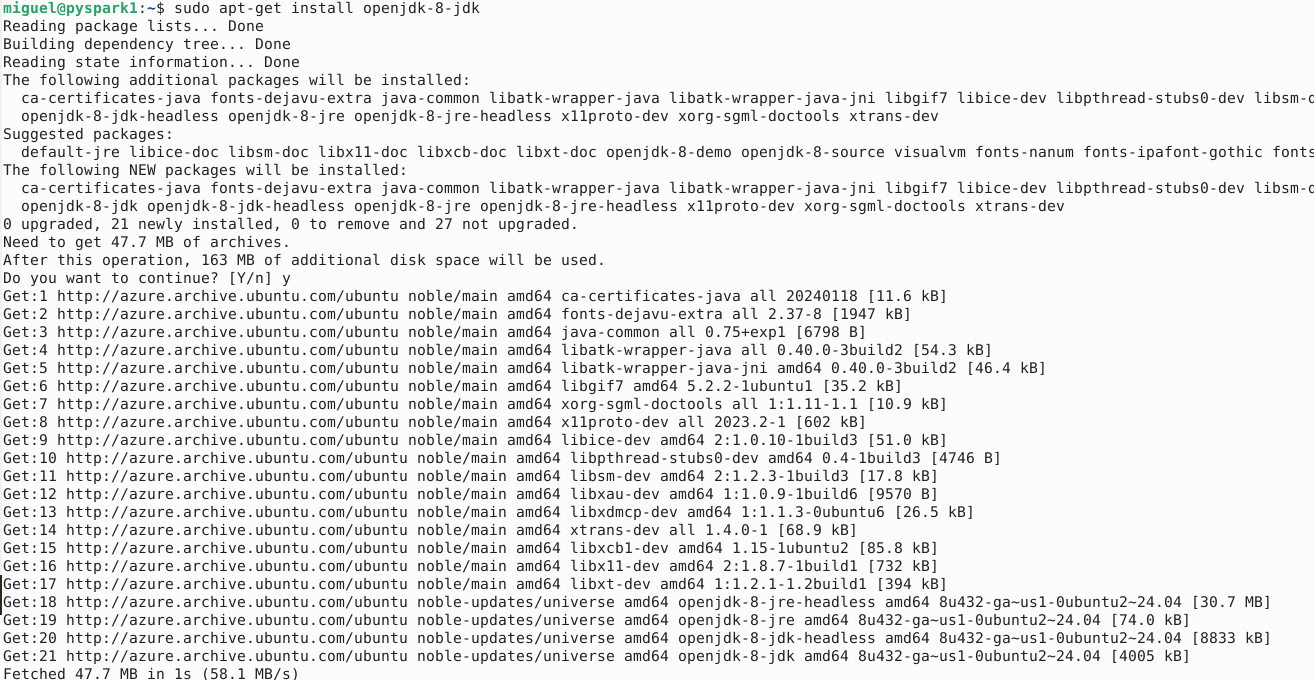 miguel@pyspark1:~$ sudo apt-get install openjdk-8-jdk
Reading package lists... Done
Building dependency tree... Done
Reading state information... Done
The following additional packages will be installed:
  ca-certificates-java fonts-dejavu-extra java-common libatk-wrapper-java libatk-wrapper-java-jni libgif7 libice-dev libpthread-stubs0-dev
  openjdk-8-jdk-headless openjdk-8-jre openjdk-8-jre-headless x11proto-dev xorg-sgml-doctools xtrans-dev
Suggested packages:
  default-jre libice-doc libsm-doc libx11-doc libxcb-doc libxt-doc openjdk-8-demo openjdk-8-source visualvm fonts-nanum fonts-ipafont-gothic fonts
The following NEW packages will be installed:
  ca-certificates-java fonts-dejavu-extra java-common libatk-wrapper-java libatk-wrapper-java-jni libgif7 libice-dev libpthread-stubs0-dev
  openjdk-8-jdk openjdk-8-jdk-headless openjdk-8-jre openjdk-8-jre-headless x11proto-dev xorg-sgml-doctools xtrans-dev
0 upgraded, 21 newly installed, 0 to remove and 27 not upgraded.
Need to get 47.7 MB of archives.
After this operation, 163 MB of additional disk space will be used.
Do you want to continue? [Y/n] y
Get:1 http://azure.archive.ubuntu.com/ubuntu noble/main amd64 ca-certificates-java all 20240118 [11.6 kB]
Get:2 http://azure.archive.ubuntu.com/ubuntu noble/main amd64 fonts-dejavu-extra all 2.37-8 [1947 kB]
Get:3 http://azure.archive.ubuntu.com/ubuntu noble/main amd64 java-common all 0.75+exp1 [6798 B]
Get:4 http://azure.archive.ubuntu.com/ubuntu noble/main amd64 libatk-wrapper-java all 0.40.0-3build2 [54.3 kB]
Get:5 http://azure.archive.ubuntu.com/ubuntu noble/main amd64 libatk-wrapper-java-jni amd64 0.40.0-3build2 [46.4 kB]
Get:6 http://azure.archive.ubuntu.com/ubuntu noble/main amd64 libgif7 amd64 5.2.2-1ubuntu1 [35.2 kB]
Get:7 http://azure.archive.ubuntu.com/ubuntu noble/main amd64 xorg-sgml-doctools all 1:1.11-1.1 [10.9 kB]
Get:8 http://azure.archive.ubuntu.com/ubuntu noble/main amd64 x11proto-dev all 2023.2-1 [602 kB]
Get:9 http://azure.archive.ubuntu.com/ubuntu noble/main amd64 libice-dev amd64 2:1.0.10-1build3 [51.0 kB]
Get:10 http://azure.archive.ubuntu.com/ubuntu noble/main amd64 libpthread-stubs0-dev amd64 0.4-1build3 [4746 B]
Get:11 http://azure.archive.ubuntu.com/ubuntu noble/main amd64 libsm-dev amd64 2:1.2.3-1build3 [17.8 kB]
Get:12 http://azure.archive.ubuntu.com/ubuntu noble/main amd64 libxau-dev amd64 1:1.0.9-1build6 [9570 B]
Get:13 http://azure.archive.ubuntu.com/ubuntu noble/main amd64 libxdmcp-dev amd64 1:1.1.3-0ubuntu6 [26.5 kB]
Get:14 http://azure.archive.ubuntu.com/ubuntu noble/main amd64 xtrans-dev all 1.4.0-1 [68.9 kB]
Get:15 http://azure.archive.ubuntu.com/ubuntu noble/main amd64 libxcb1-dev amd64 1.15-1ubuntu2 [85.8 kB]
Get:16 http://azure.archive.ubuntu.com/ubuntu noble/main amd64 libx11-dev amd64 2:1.8.7-1build1 [732 kB]
Get:17 http://azure.archive.ubuntu.com/ubuntu noble/main amd64 libxt-dev amd64 1:1.2.1-1.2build1 [394 kB]
Get:18 http://azure.archive.ubuntu.com/ubuntu noble-updates/universe amd64 openjdk-8-jre-headless amd64 8u432-ga~us1-0ubuntu2~24.04 [30.7 MB]
Get:19 http://azure.archive.ubuntu.com/ubuntu noble-updates/universe amd64 openjdk-8-jre amd64 8u432-ga~us1-0ubuntu2~24.04 [74.0 kB]
Get:20 http://azure.archive.ubuntu.com/ubuntu noble-updates/universe amd64 openjdk-8-jdk-headless amd64 8u432-ga~us1-0ubuntu2~24.04 [8833 kB]
Get:21 http://azure.archive.ubuntu.com/ubuntu noble-updates/universe amd64 openjdk-8-jdk amd64 8u432-ga~us1-0ubuntu2~24.04 [4005 kB]
Fetched 47.7 MB in 1s (58.1 MB/s)